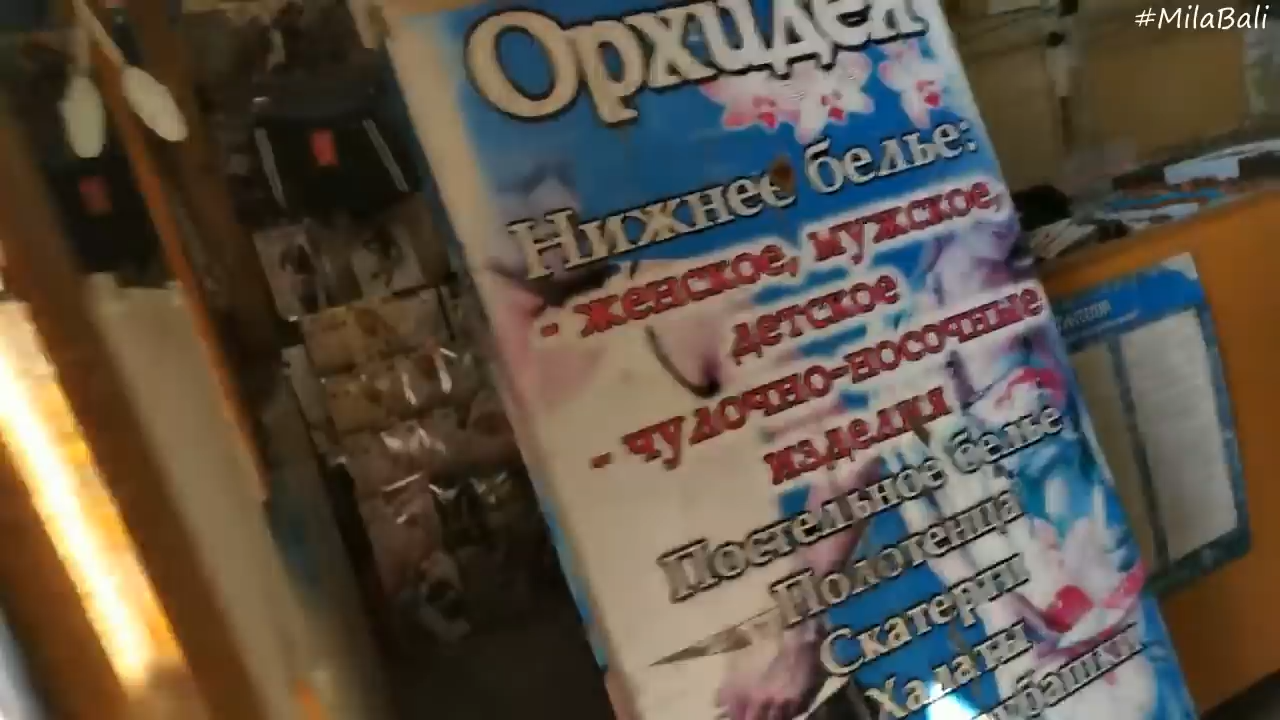 #MilaBali
Орхидея
Нижнее белье:
- женское, мужское,
детское
- чулочно-носочные
изделия
Постельное белье
Полотенца
Скатерти
Халаты